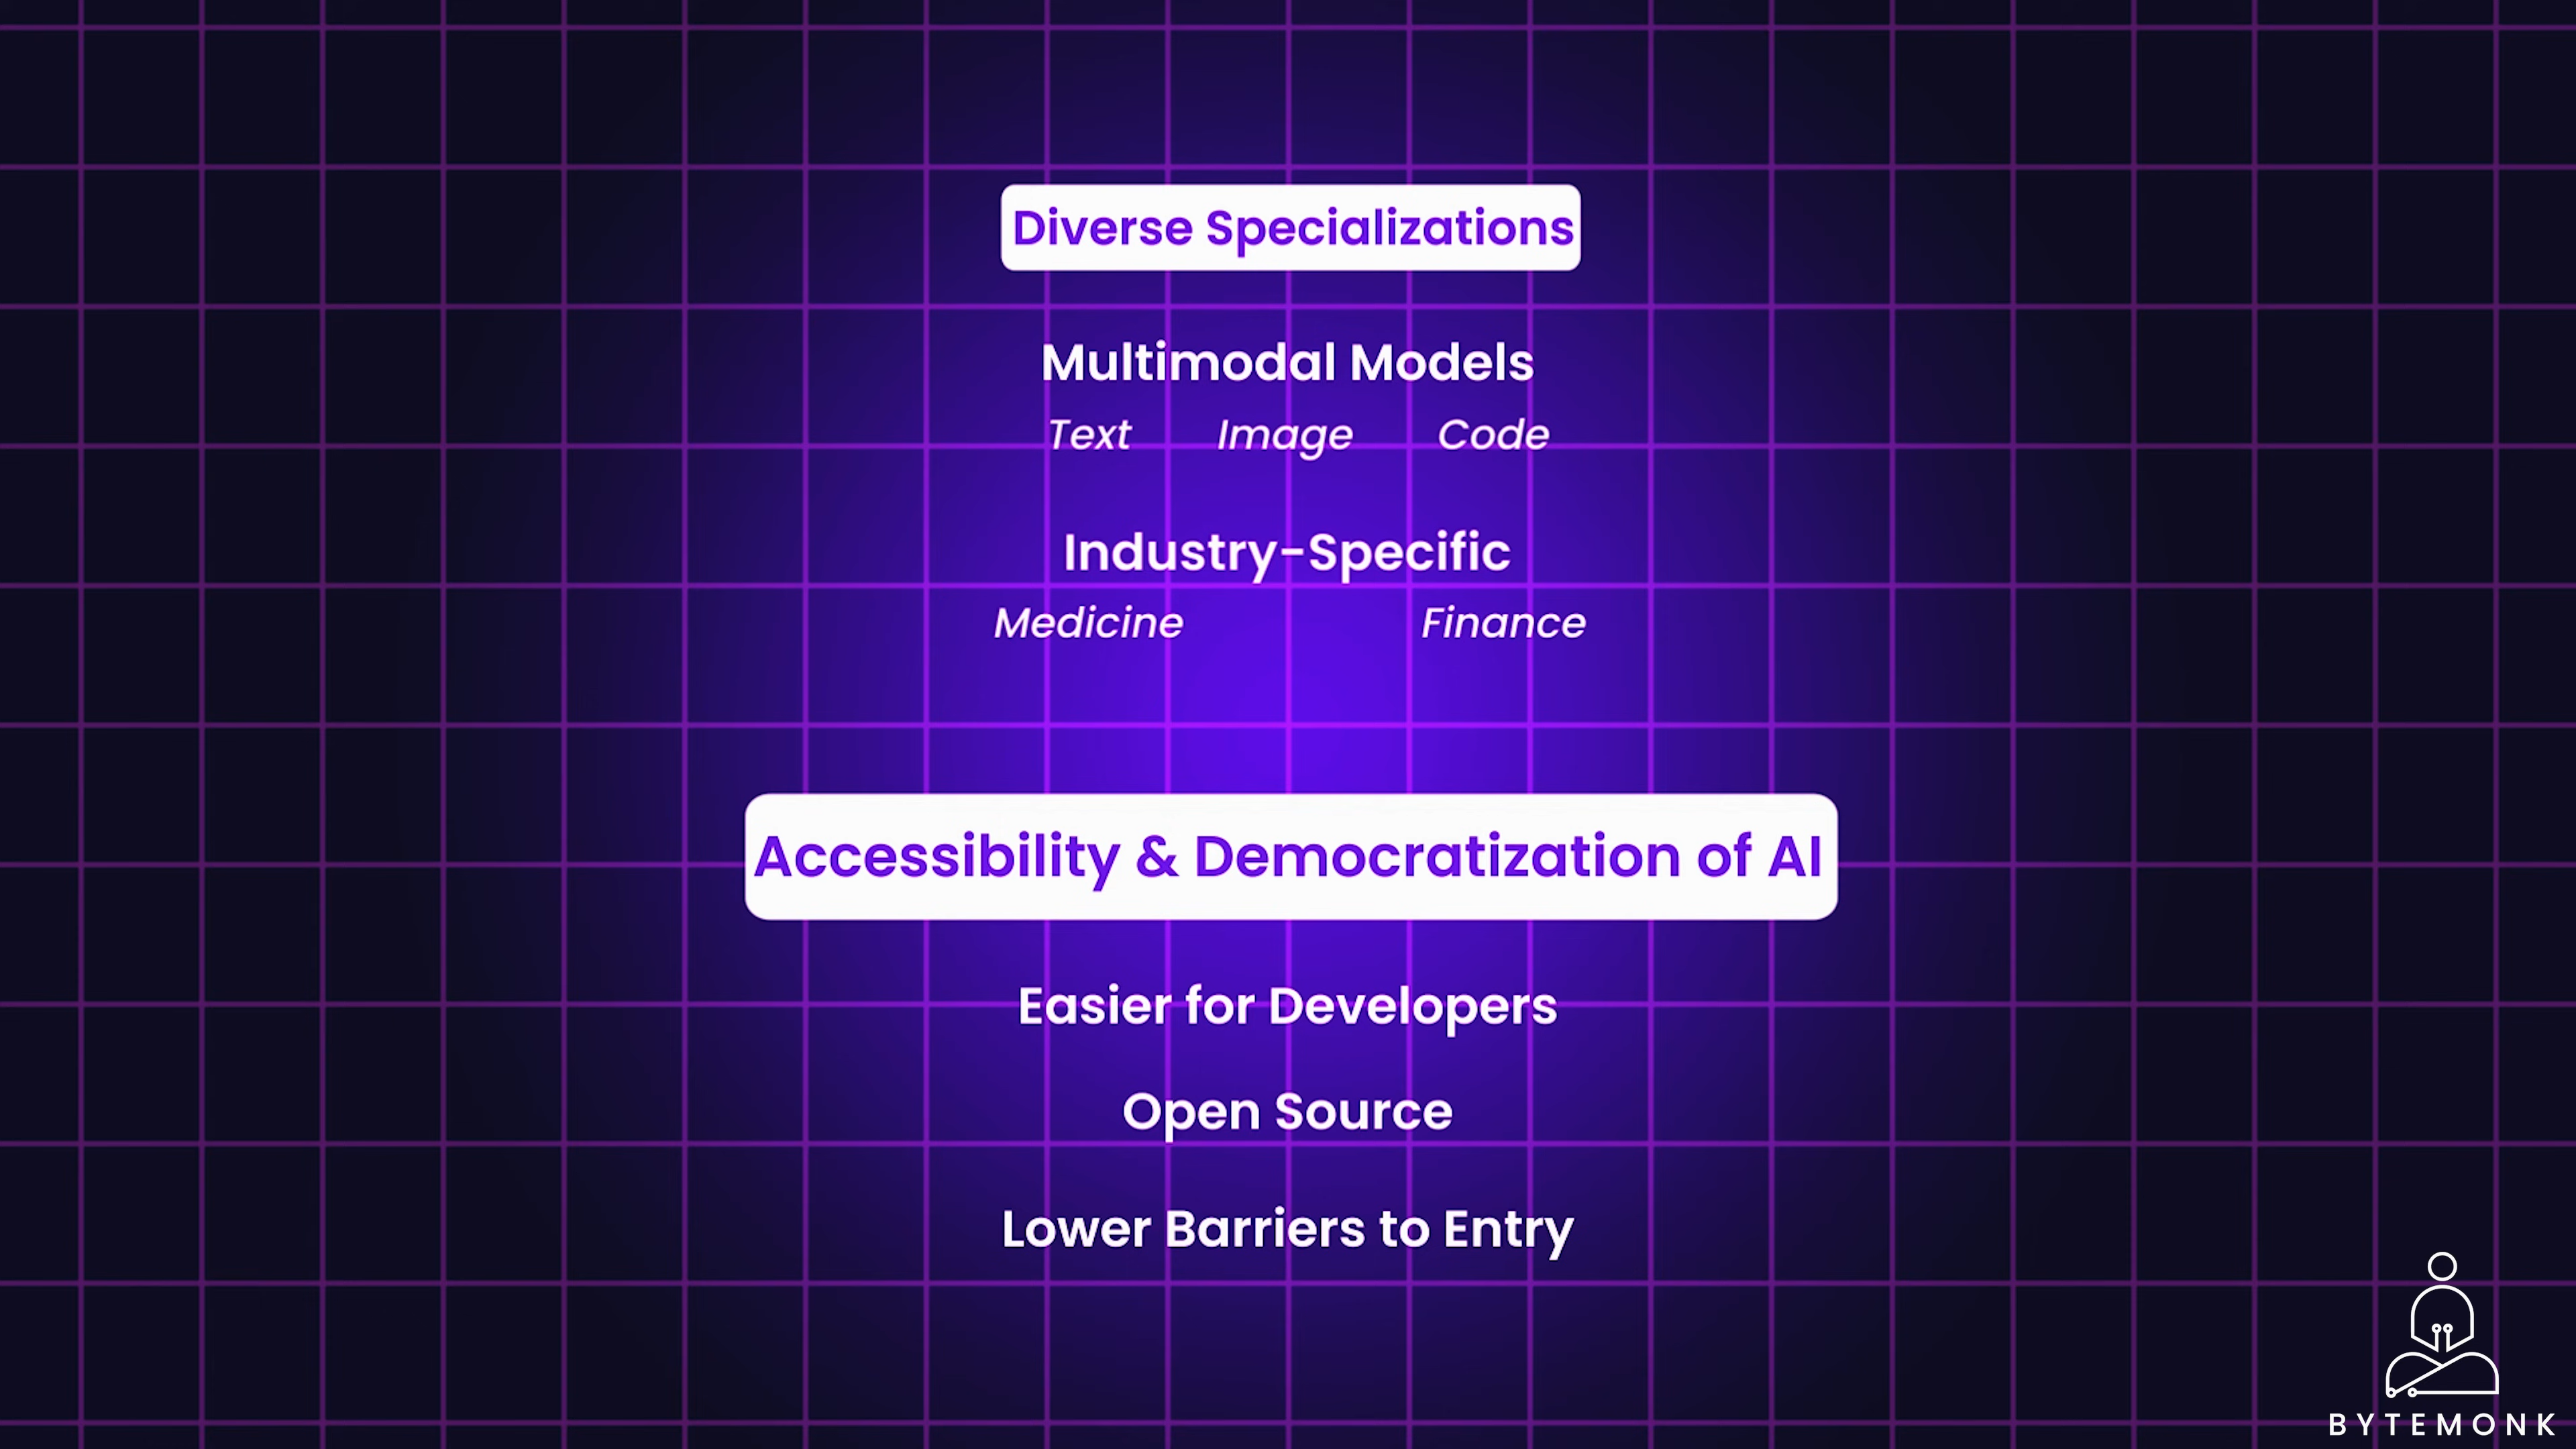 Diverse Specializations
Multimodal Models
Text Image Code
Industry-Specific
Medicine Finance
Accessibility & Democratization of AI
Easier for Developers
Open Source
Lower Barriers to Entry
BYTEMONK